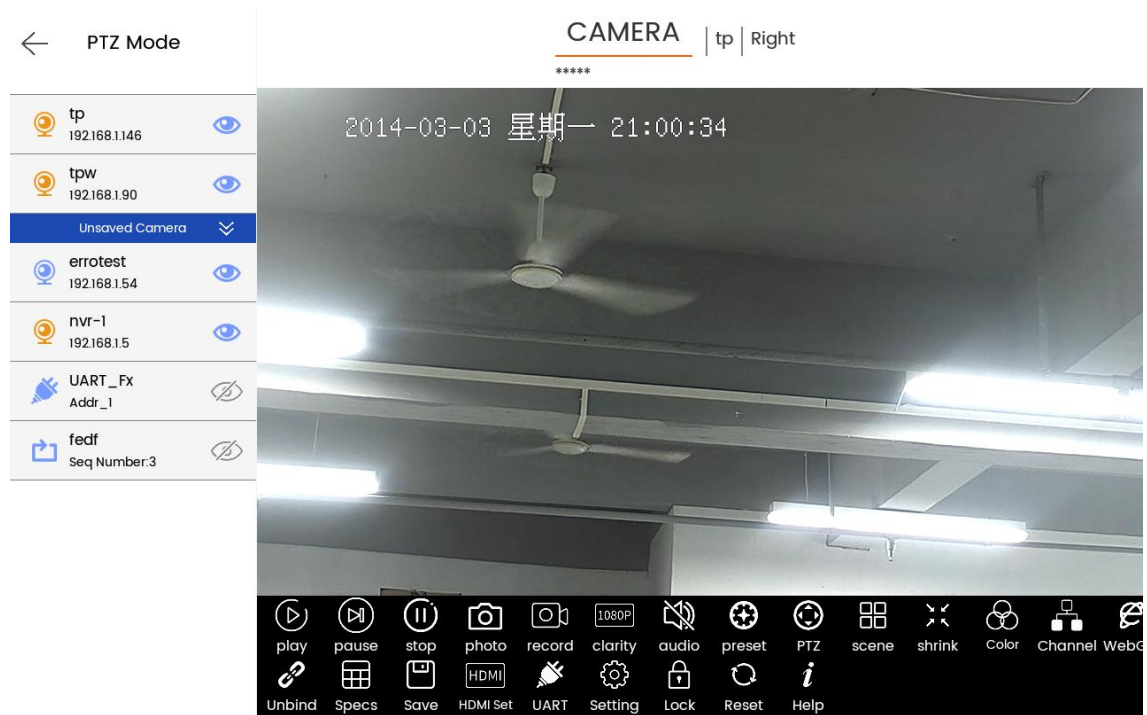 PTZ Mode
CAMERA | tp | Right
*****
tp
192.168.1.146
tpw
192.168.1.90
Unsaved Camera
errotest
192.168.1.54
nvr-1
192.168.1.5
UART_Fx
Addr_1
fedf
Seq Number:3
2014-03-03 星期一 21:00:34
1080P
play pause stop photo record clarity audio preset PTZ scene shrink Color Channel WebG
HDMI
Unbind Specs Save HDMI Set UART Setting Lock Reset Help